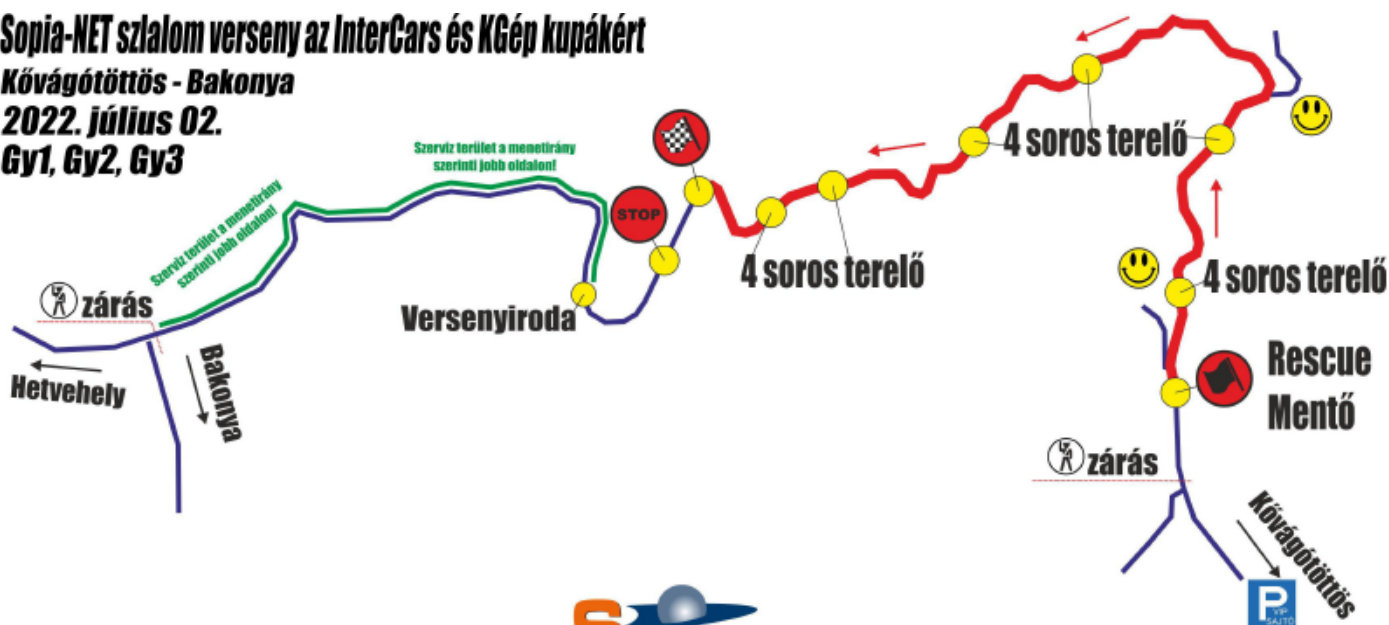 Sopia-NET szlalom verseny az InterCars és KGép kupákért
Kővágótöttös - Bakonya
2022. július 02.
Gy1, Gy2, Gy3
Szerviz terület a menetirány
szerinti jobb oldalon!
Szerviz terület a menetirány
szerinti jobb oldalon!
STOP
4 soros terelő
4 soros terelő
4 soros terelő
Versenyiroda
zárás
Hetvehely
Bakonya
Rescue
Mentő
zárás
Kővágótöttös
P
VIP
SAJTÓ
S